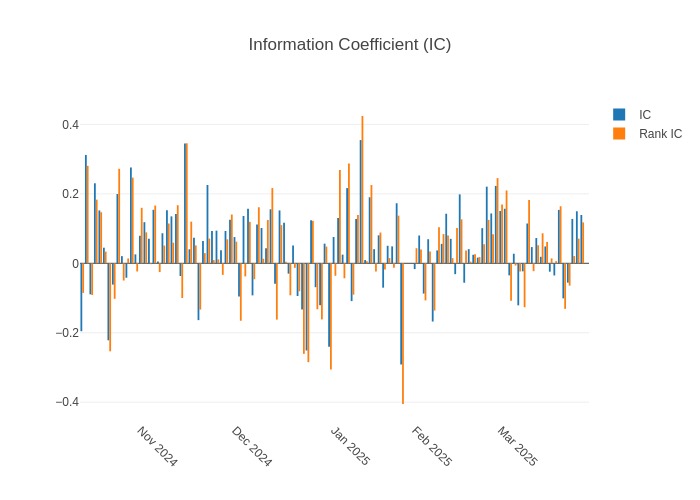 Information Coefficient (IC)
IC
Rank IC
0.4
0.2
0
−0.2
−0.4
Nov 2024
Dec 2024
Jan 2025
Feb 2025
Mar 2025